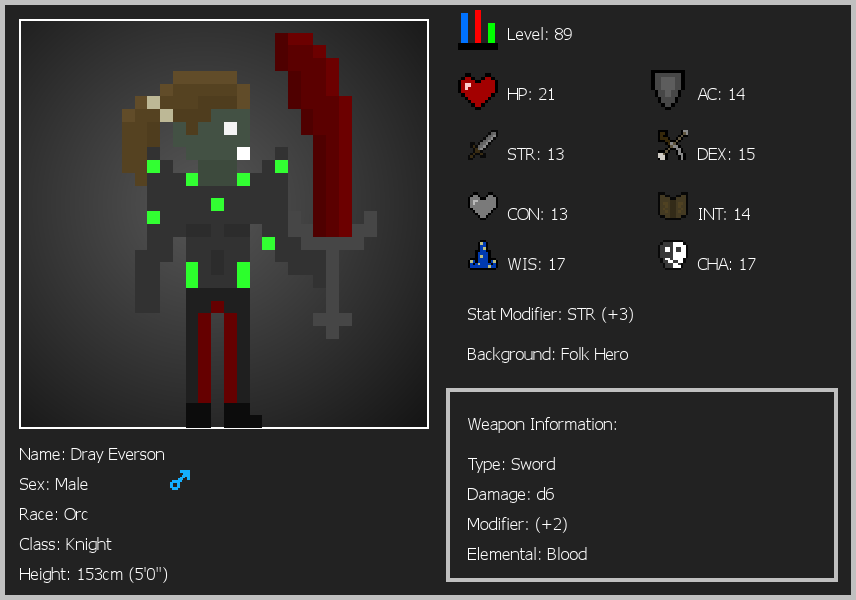 Level: 89
HP: 21
AC: 14
STR: 13
DEX: 15
CON: 13
INT: 14
WIS: 17
CHA: 17
Stat Modifier: STR (+3)
Background: Folk Hero
Weapon Information:
Type: Sword
Damage: d6
Modifier: (+2)
Elemental: Blood
Name: Dray Everson
Sex: Male
Race: Orc
Class: Knight
Height: 153cm (5'0")